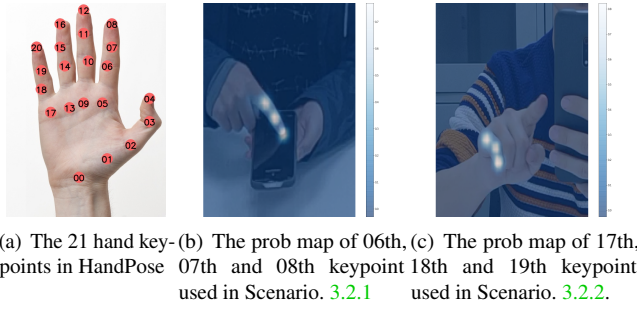 12
16
08
11
20
15
07
10
14
06
19
18
04
13
09
05
17
03
02
01
00
(a) The 21 hand key-
points in HandPose
(b) The prob map of 06th,
07th and 08th keypoint
used in Scenario. 3.2.1
(c) The prob map of 17th,
18th and 19th keypoint
used in Scenario. 3.2.2.